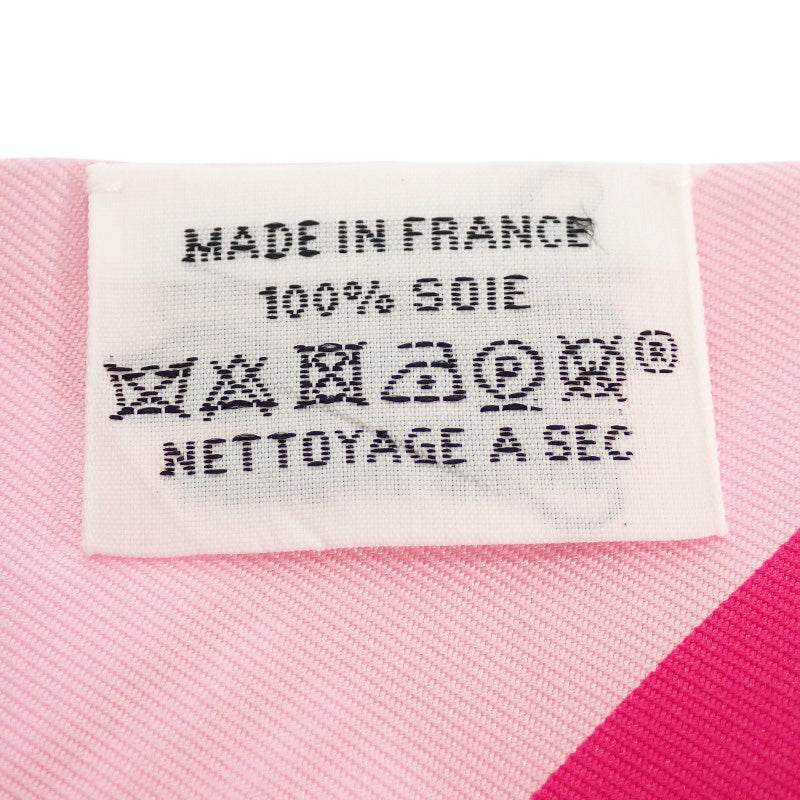 MADE IN FRANCE
100% SOIE
P W ®
NETTOYAGE A SEC